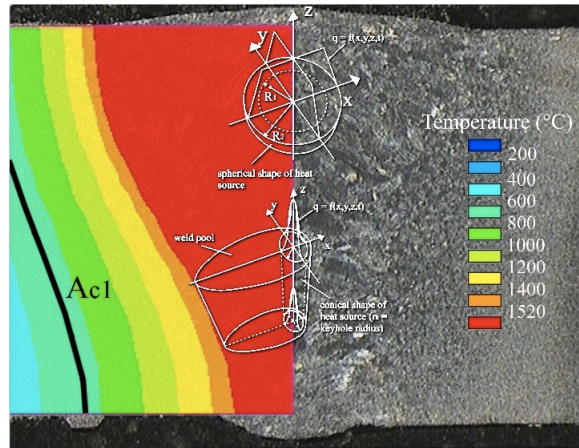 z
y
q = f(x,y,z,t)
R1
x
R2
spherical shape of heat
source
Temperature (°C)
200
400
600
800
1000
1200
1400
1520
z
y
q = f(x,y,z,t)
weld pool
x
Ac1
conical shape of
heat source (rk =
keyhole radius)